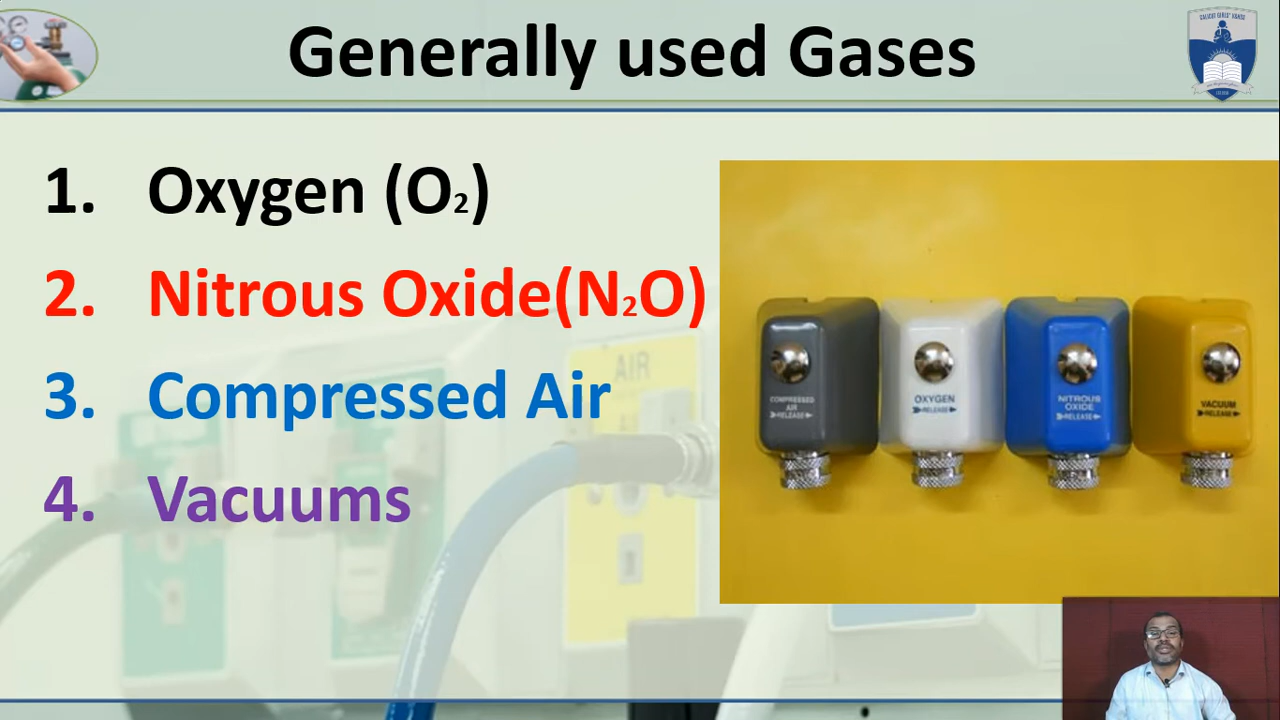 Generally used Gases
1. Oxygen (O₂)
2. Nitrous Oxide(N₂O)
3. Compressed Air
4. Vacuums
AIR
COMPRESSED
AIR
RELEASE
OXYGEN
RELEASE
NITROUS
OXIDE
RELEASE
VACUUM
RELEASE